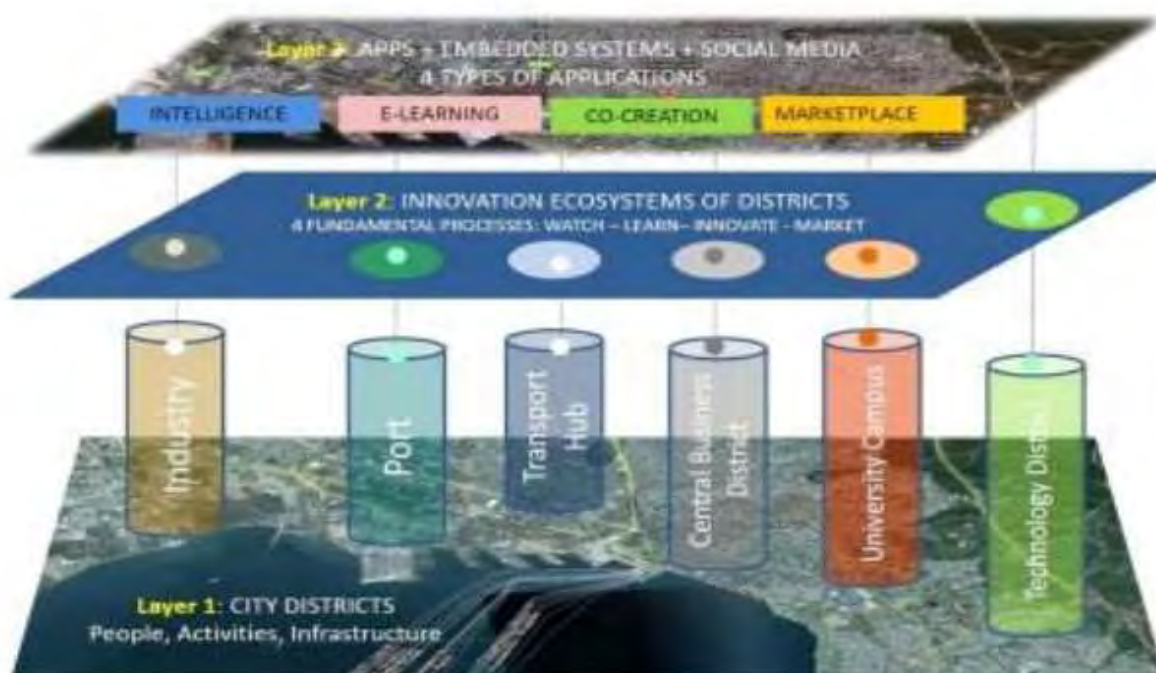 Layer 3: APPS + EMBEDDED SYSTEMS + SOCIAL MEDIA
4 TYPES OF APPLICATIONS
INTELLIGENCE
E-LEARNING
CO-CREATION
MARKETPLACE
Layer 2: INNOVATION ECOSYSTEMS OF DISTRICTS
4 FUNDAMENTAL PROCESSES: WATCH – LEARN– INNOVATE - MARKET
Industry
Port
Transport
Hub
Central Business
District
University Campus
Technology District
Layer 1: CITY DISTRICTS
People, Activities, Infrastructure